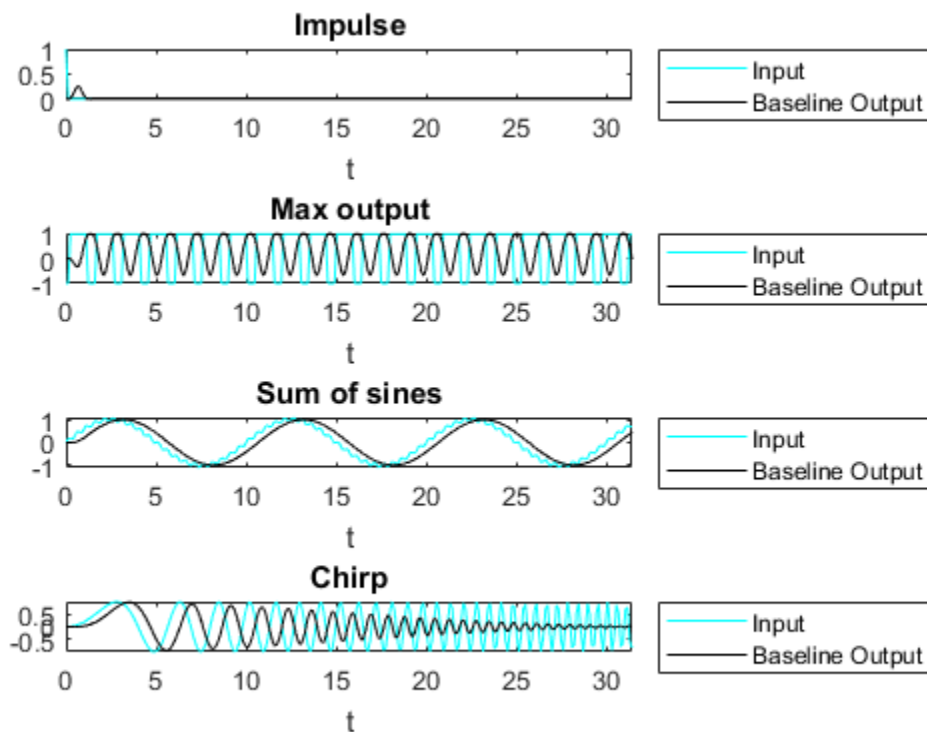 Impulse
1
0.5
0
0 5 10 15 20 25 30
t
Input
Baseline Output
Max output
1
0
-1
0 5 10 15 20 25 30
t
Input
Baseline Output
Sum of sines
1
0
-1
0 5 10 15 20 25 30
t
Input
Baseline Output
Chirp
0.5
0
-0.5
0 5 10 15 20 25 30
t
Input
Baseline Output